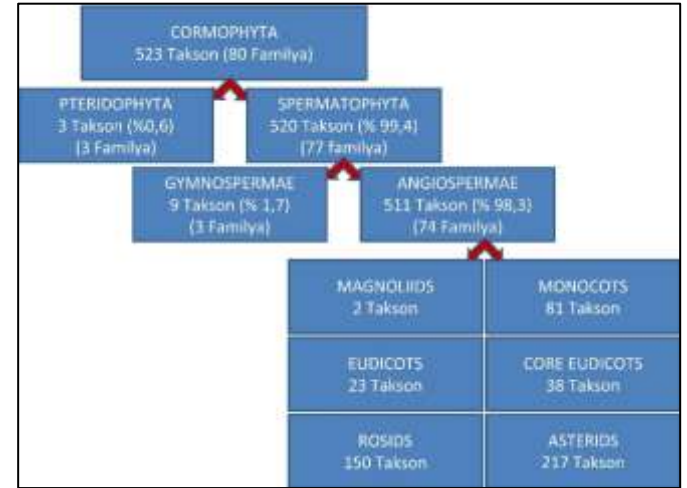 CORMOPHYTA
523 Takson (80 Familya)
PTERIDOPHYTA
3 Takson (%0,6)
(3 Familya)
SPERMATOPHYTA
520 Takson (% 99,4)
(77 familya)
GYMNOSPERMAE
9 Takson (% 1,7)
(3 Familya)
ANGIOSPERMAE
511 Takson (% 98,3)
(74 Familya)
MAGNOLIIDS
2 Takson
MONOCOTS
81 Takson
EUDICOTS
23 Takson
CORE EUDICOTS
38 Takson
ROSIDS
150 Takson
ASTERIDS
217 Takson